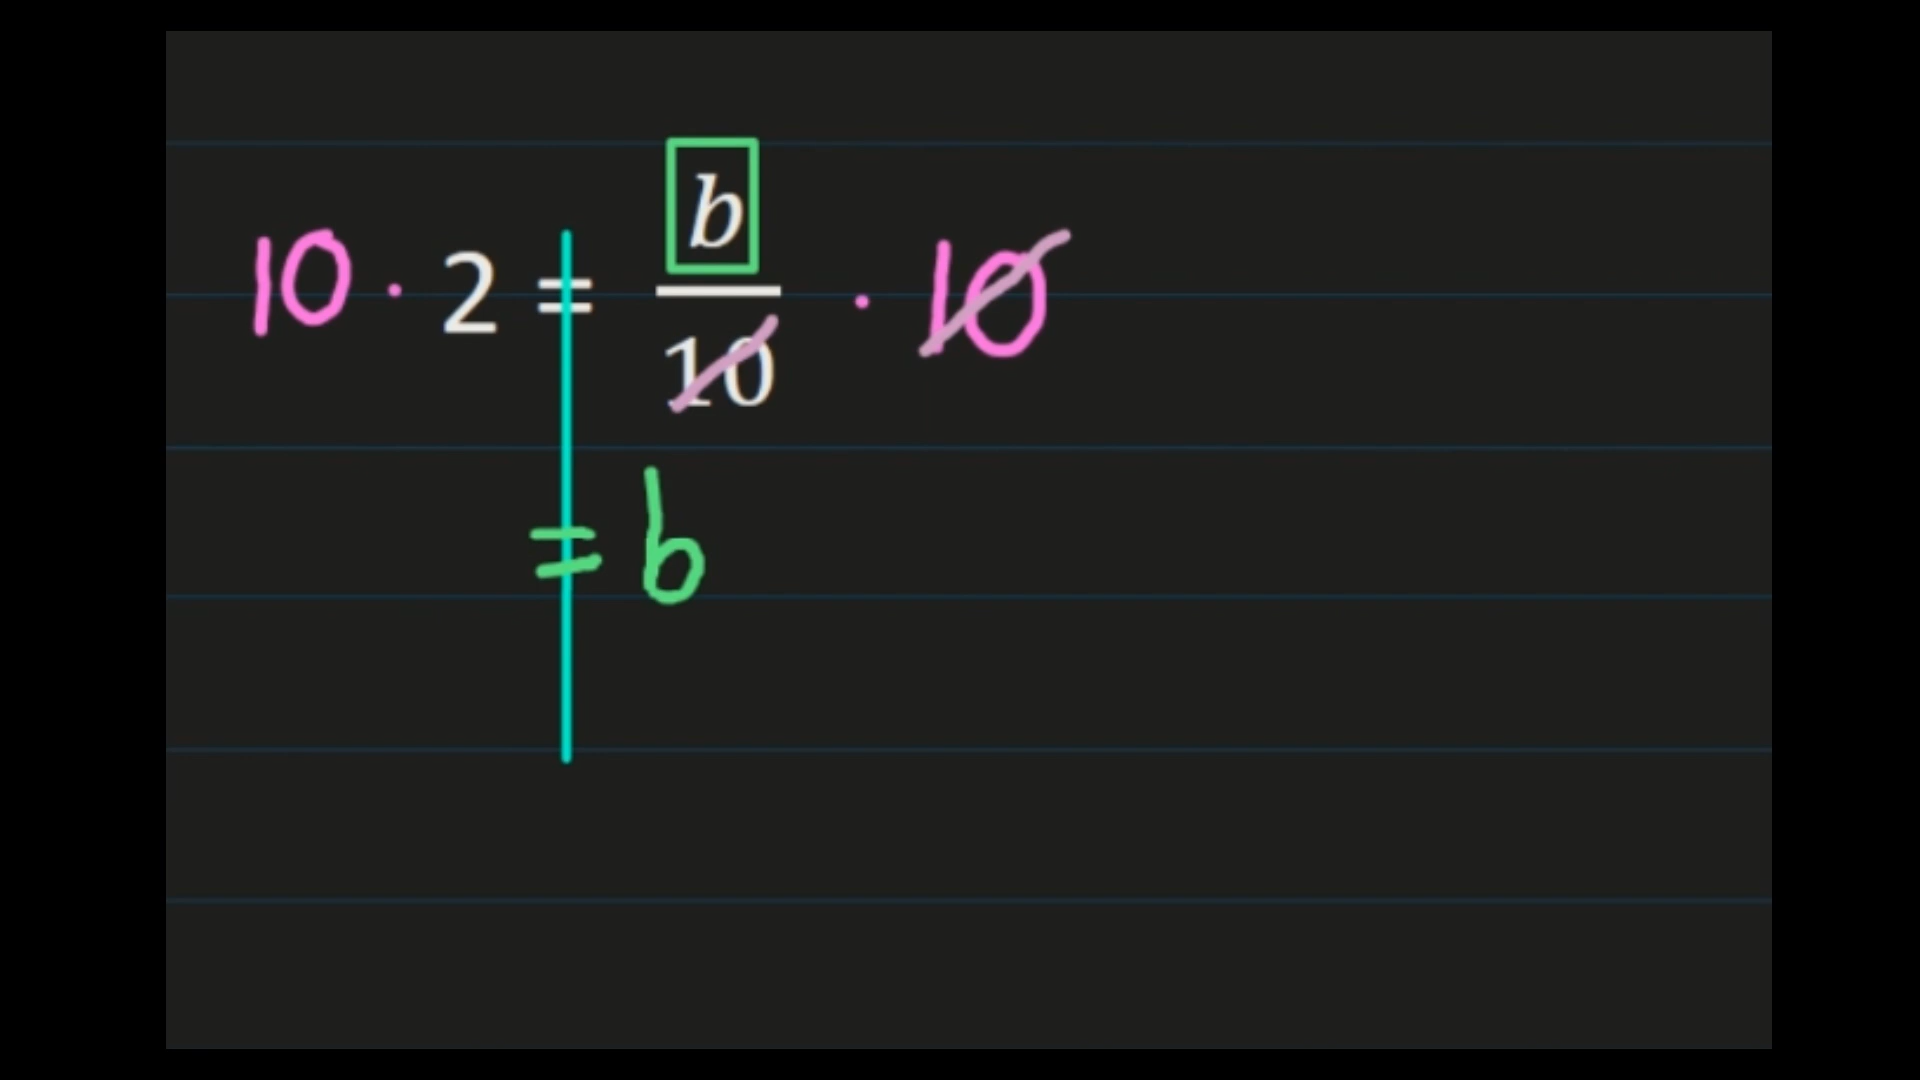 10 · 2 = b/10 · 10
= b